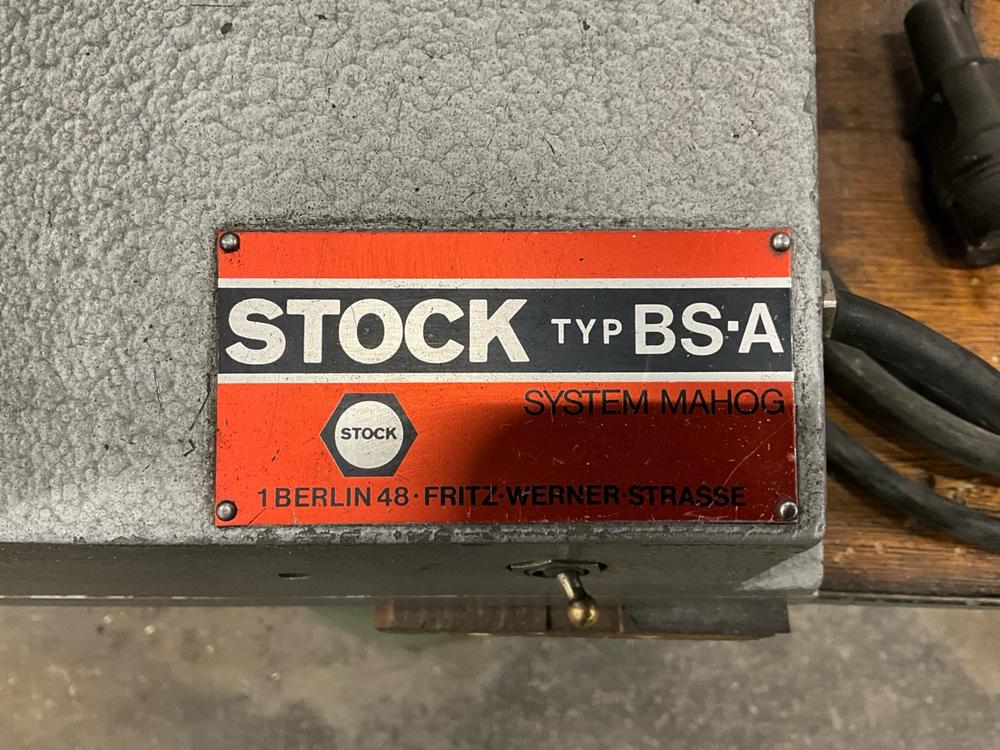 STOCK TYP BS·A
SYSTEM MAHOG
STOCK
1 BERLIN 48 · FRITZ·WERNER·STRASSE